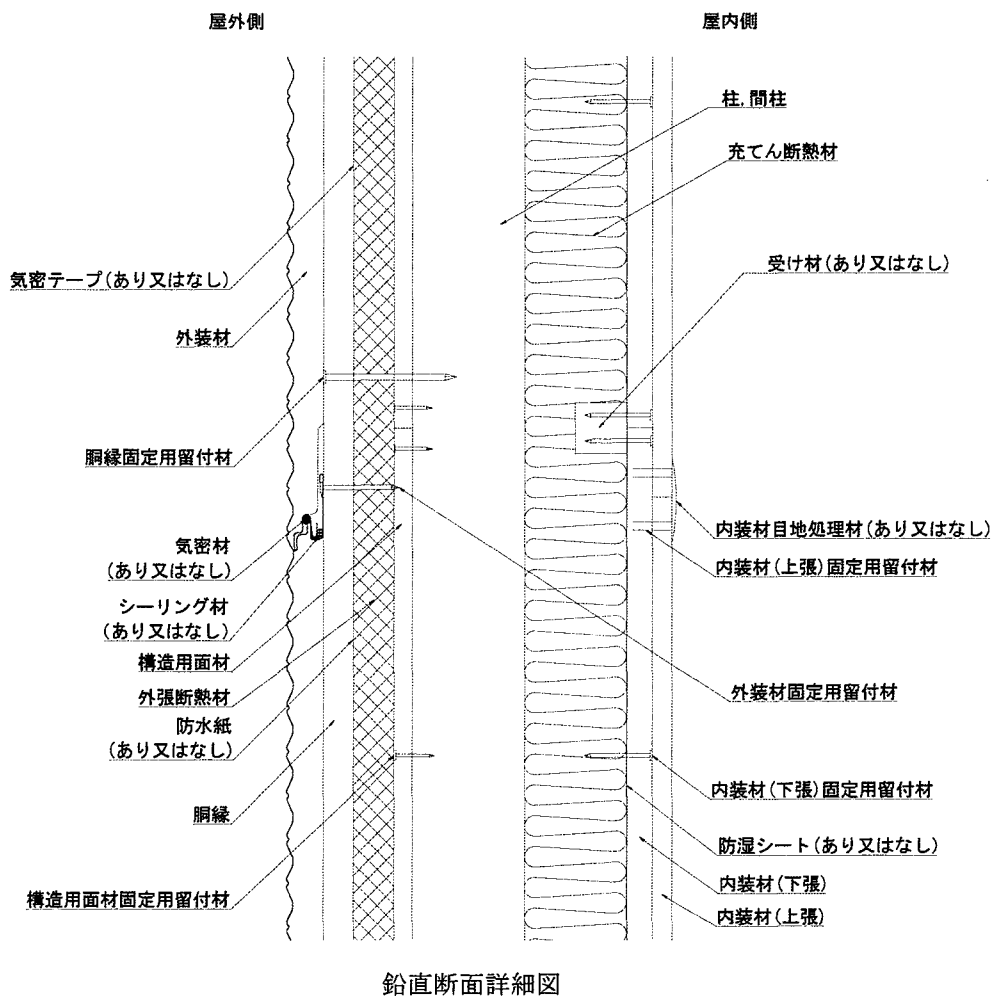 屋外側
屋内側
柱,間柱
充てん断熱材
受け材(あり又はなし)
気密テープ(あり又はなし)
外装材
胴縁固定用留付材
内装材目地処理材(あり又はなし)
内装材(上張)固定用留付材
気密材
(あり又はなし)
シーリング材
(あり又はなし)
構造用面材
外張断熱材
防水紙
(あり又はなし)
外装材固定用留付材
胴縁
内装材(下張)固定用留付材
防湿シート(あり又はなし)
内装材(下張)
内装材(上張)
構造用面材固定用留付材
鉛直断面詳細図